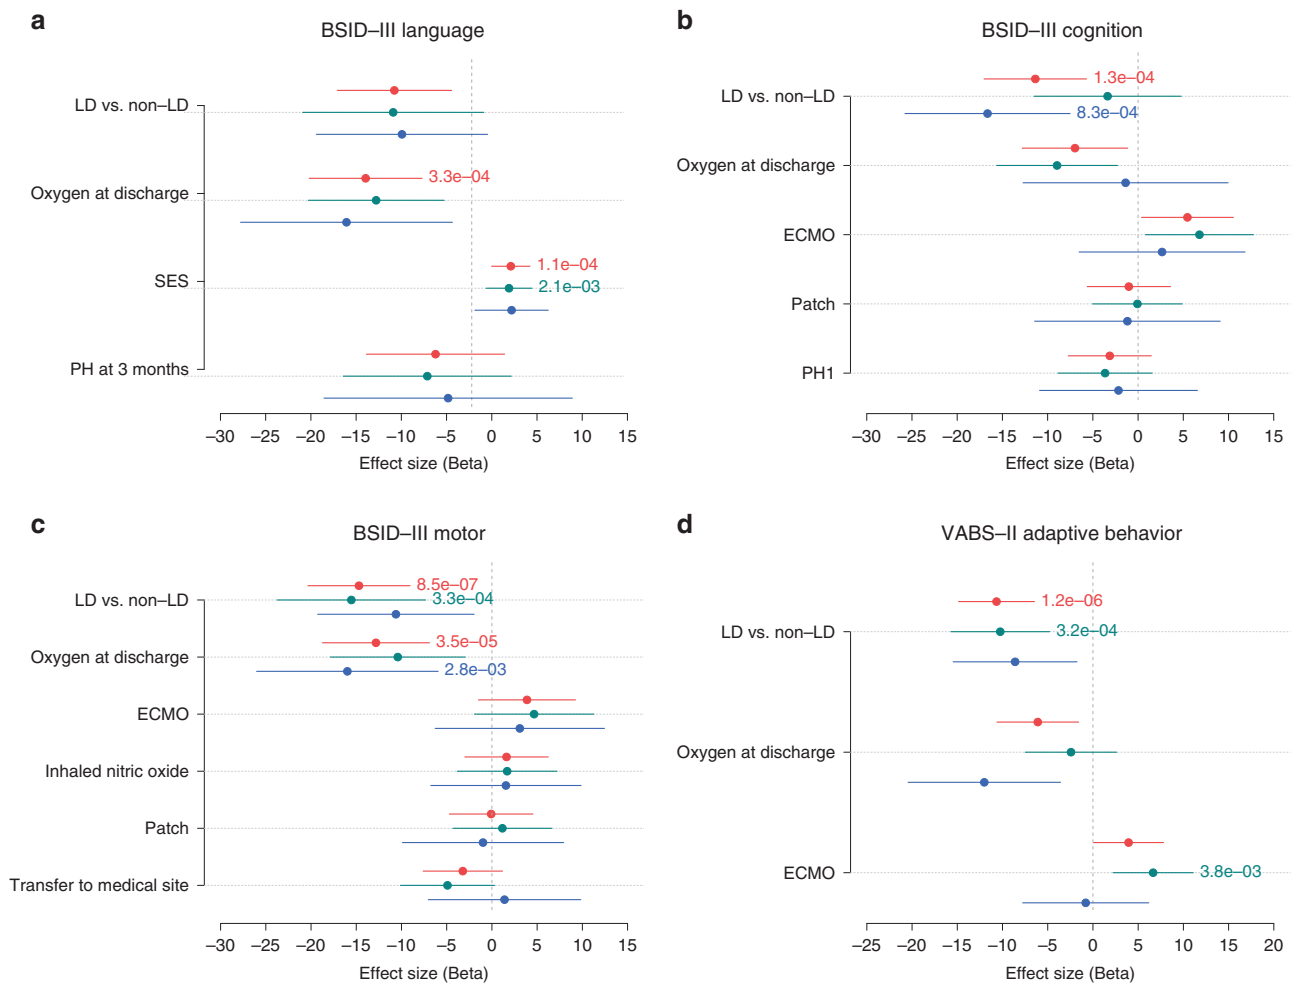 a
BSID–III language
LD vs. non–LD
Oxygen at discharge
3.3e–04
SES
1.1e–04
2.1e–03
PH at 3 months
–30 –25 –20 –15 –10 –5 0 5 10 15
Effect size (Beta)
b
BSID–III cognition
1.3e–04
LD vs. non–LD
8.3e–04
Oxygen at discharge
ECMO
Patch
PH1
–30 –25 –20 –15 –10 –5 0 5 10 15
Effect size (Beta)
c
BSID–III motor
8.5e–07
LD vs. non–LD
3.3e–04
3.5e–05
Oxygen at discharge
2.8e–03
ECMO
Inhaled nitric oxide
Patch
Transfer to medical site
–30 –25 –20 –15 –10 –5 0 5 10 15
Effect size (Beta)
d
VABS–II adaptive behavior
1.2e–06
LD vs. non–LD
3.2e–04
Oxygen at discharge
ECMO
3.8e–03
–25 –20 –15 –10 –5 0 5 10 15 20
Effect size (Beta)